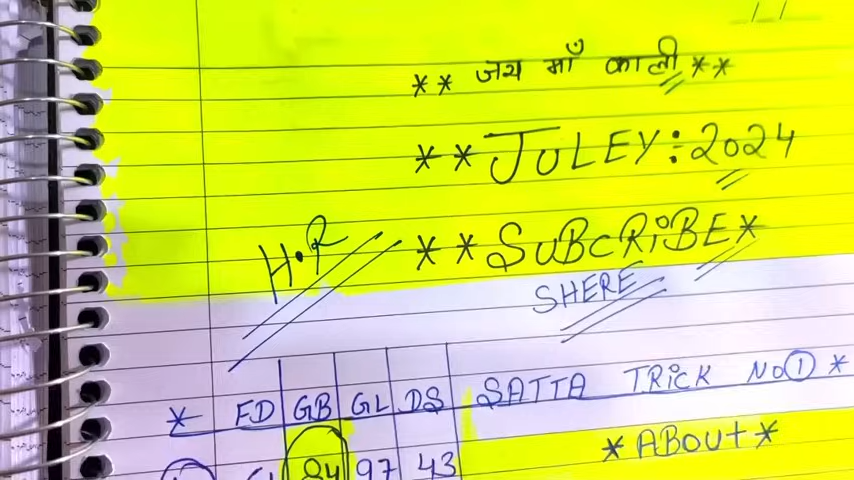 ** जय माँ काली **
** JULEY : 2024
H.R
** SUBCRiBE *
SHERE
* FD GB GL DS SATTA TRiCK NO 1 *
84 97 43
* ABOUT *